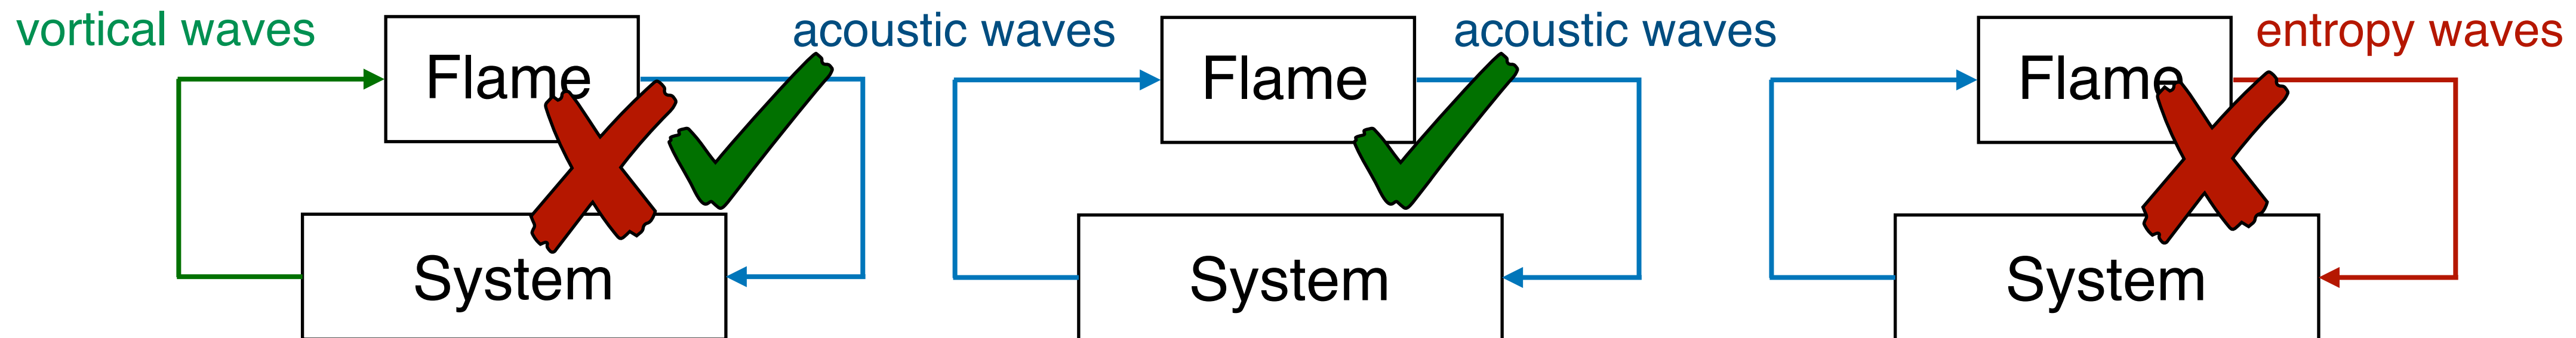 vortical waves
Flame
System
acoustic waves
Flame
System
acoustic waves
Flame
System
entropy waves